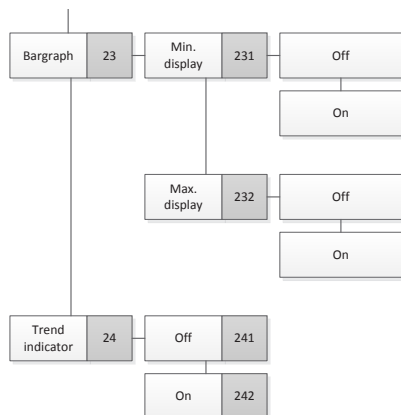 Bargraph 23 Min. display 231 Off
On
Max. display 232 Off
On
Trend indicator 24 Off 241
On 242